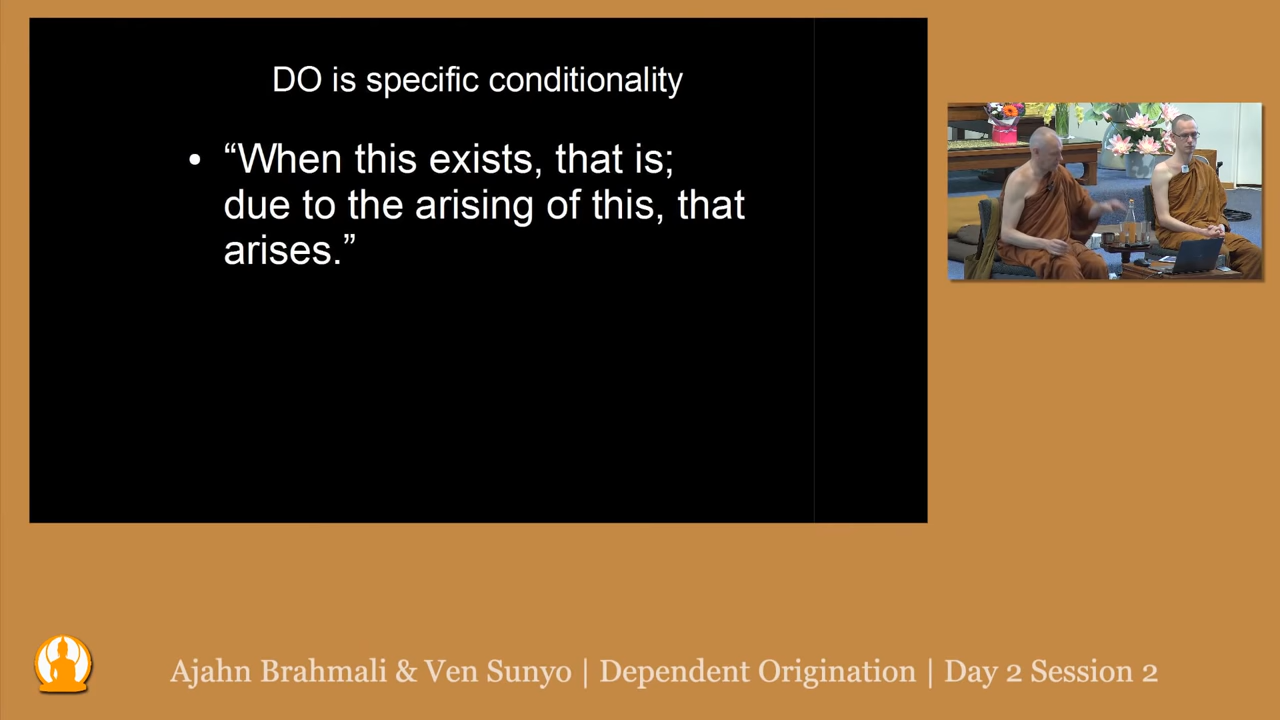 DO is specific conditionality
• “When this exists, that is;
due to the arising of this, that
arises.”
Ajahn Brahmali & Ven Sunyo | Dependent Origination | Day 2 Session 2